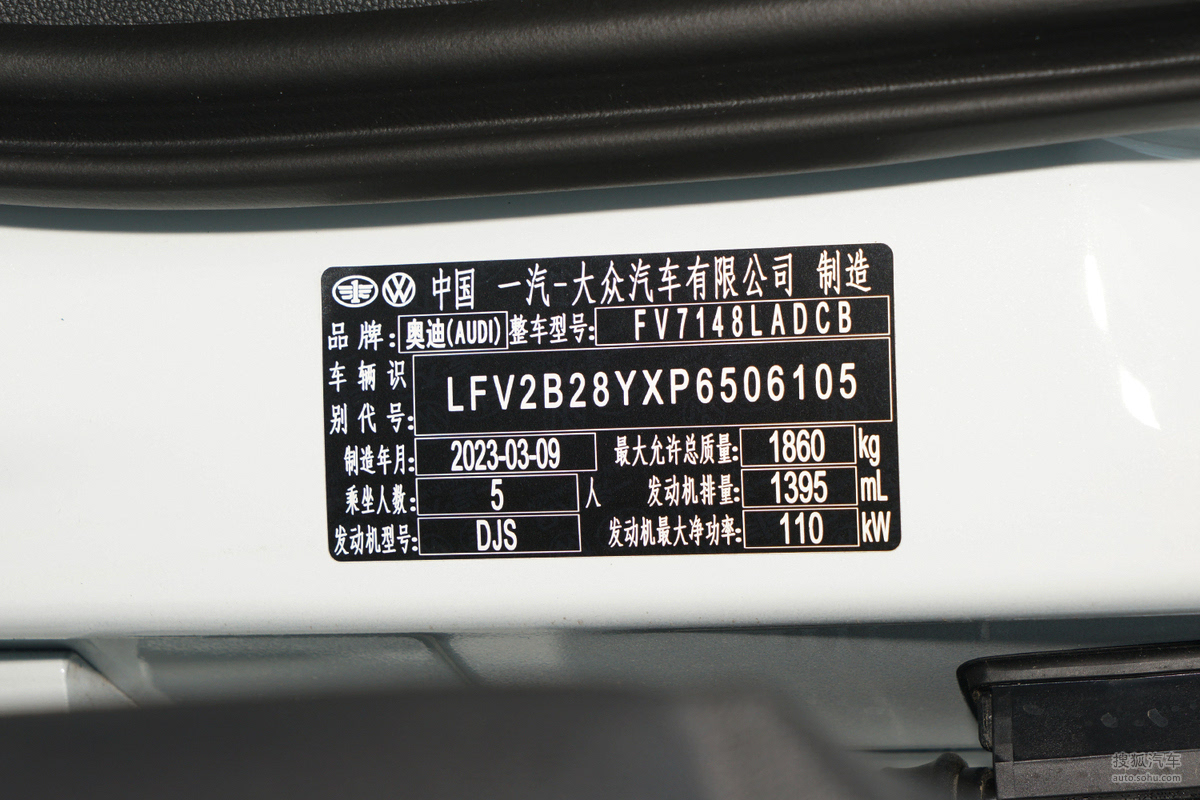 中国 一汽-大众汽车有限公司 制造
品牌: 奥迪(AUDI) 整车型号: FV7148LADCB
车辆识别代号: LFV2B28YXP6506105
制造年月: 2023-03-09 最大允许总质量: 1860 kg
乘坐人数: 5 人 发动机排量: 1395 mL
发动机型号: DJS 发动机最大净功率: 110 kW
搜狐汽车
auto.sohu.com